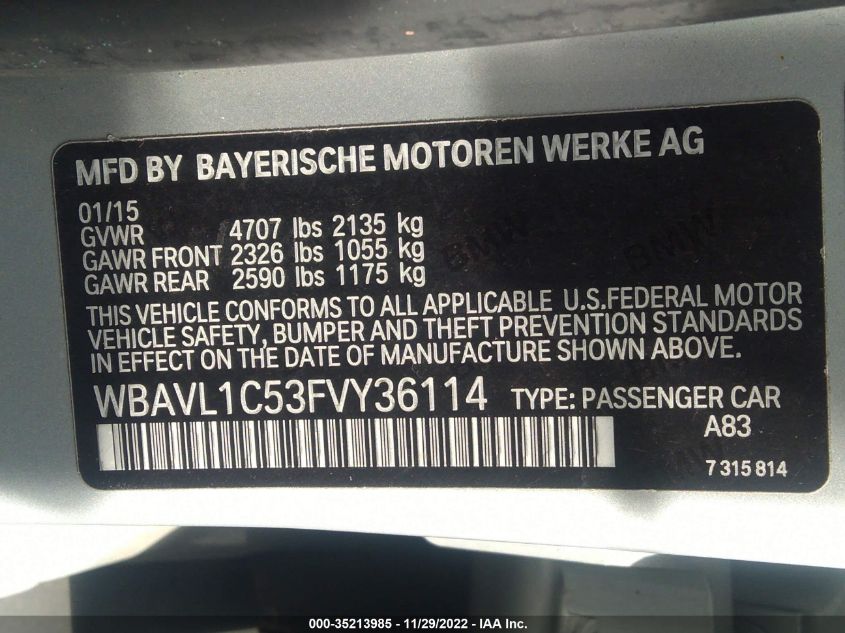 MFD BY BAYERISCHE MOTOREN WERKE AG
01/15
GVWR 4707 lbs 2135 kg
GAWR FRONT 2326 lbs 1055 kg
GAWR REAR 2590 lbs 1175 kg
THIS VEHICLE CONFORMS TO ALL APPLICABLE U.S.FEDERAL MOTOR
VEHICLE SAFETY, BUMPER AND THEFT PREVENTION STANDARDS
IN EFFECT ON THE DATE OF MANUFACTURE SHOWN ABOVE.
WBAVL1C53FVY36114 TYPE: PASSENGER CAR
A83
7 315 814
000-35213985 - 11/29/2022 - IAA Inc.